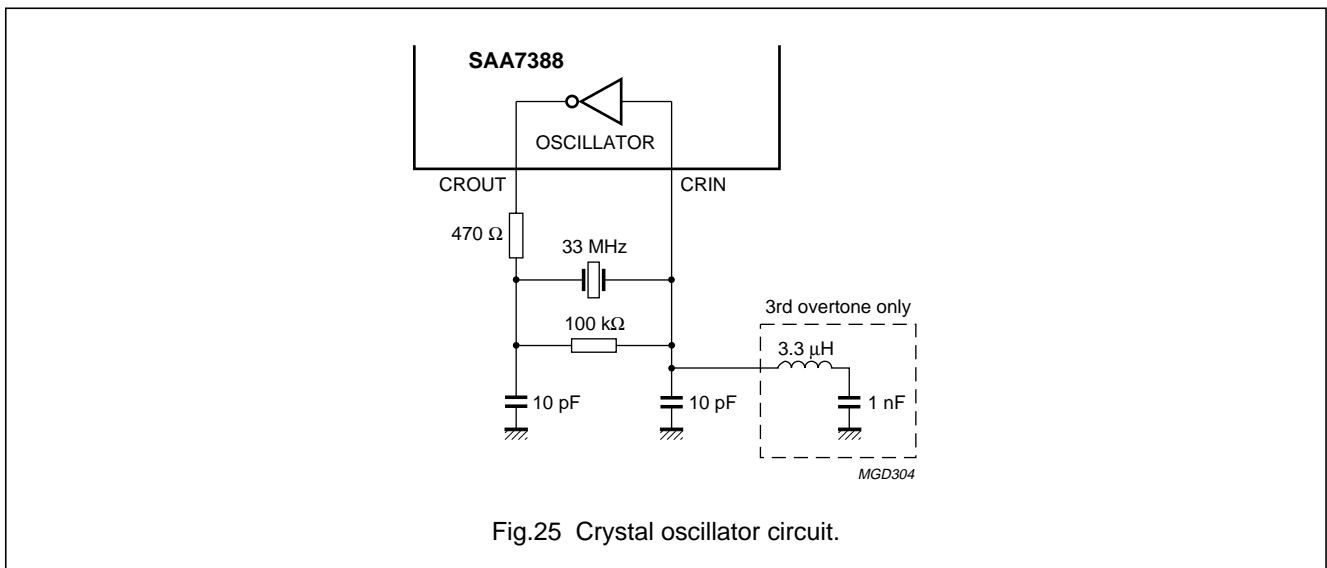 SAA7388
OSCILLATOR
CROUT
CRIN
470 Ω
33 MHz
3rd overtone only
100 kΩ
3.3 μH
10 pF
10 pF
1 nF
MGD304
Fig.25 Crystal oscillator circuit.